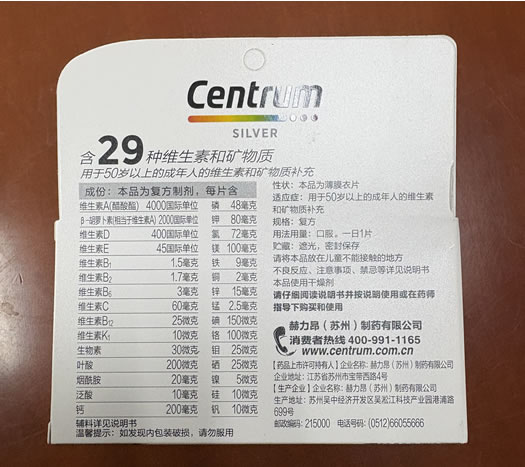 Centrum
SILVER
含29种维生素和矿物质
用于50岁以上的成年人的维生素和矿物质补充
成份：本品为复方制剂，每片含
维生素A(醋酸酯) 4000国际单位 磷 48毫克
β-胡萝卜素(相当于维生素A) 2000国际单位 钾 80毫克
维生素D 400国际单位 氯 72毫克
维生素E 45国际单位 镁 100毫克
维生素B1 1.5毫克 铁 9毫克
维生素B2 1.7毫克 铜 2毫克
维生素B6 3毫克 锌 15毫克
维生素C 60毫克 锰 2.5毫克
维生素B12 25微克 碘 150微克
维生素K1 10微克 铬 100微克
生物素 30微克 钼 25微克
叶酸 200微克 硒 25微克
烟酰胺 20毫克 镍 5微克
泛酸 10毫克 硅 10微克
钙 200毫克 钒 10微克
辅料详见说明书
温馨提示：如发现内包装破损，请勿服用
性状：本品为薄膜衣片
适应症：用于50岁以上的成年人的维生素
和矿物质补充
规格：复方
用法用量：口服，一日1片
贮藏：遮光，密封保存
请将本品放在儿童不能接触的地方
不良反应、注意事项、禁忌等详见说明书
本品使用干燥剂
请仔细阅读说明书并按说明使用或在药师
指导下购买和使用
赫力昂（苏州）制药有限公司
消费者热线 400-991-1165
www.centrum.com.cn
【药品上市许可持有人】企业名称：赫力昂（苏州）制药有限公司
企业地址：江苏省苏州市宝带西路4号
【生产企业】企业名称：赫力昂（苏州）制药有限公司
生产地址：苏州吴中经济开发区吴淞江科技产业园港浦路
699号
邮政编码：215000 电话号码：(0512)66055666